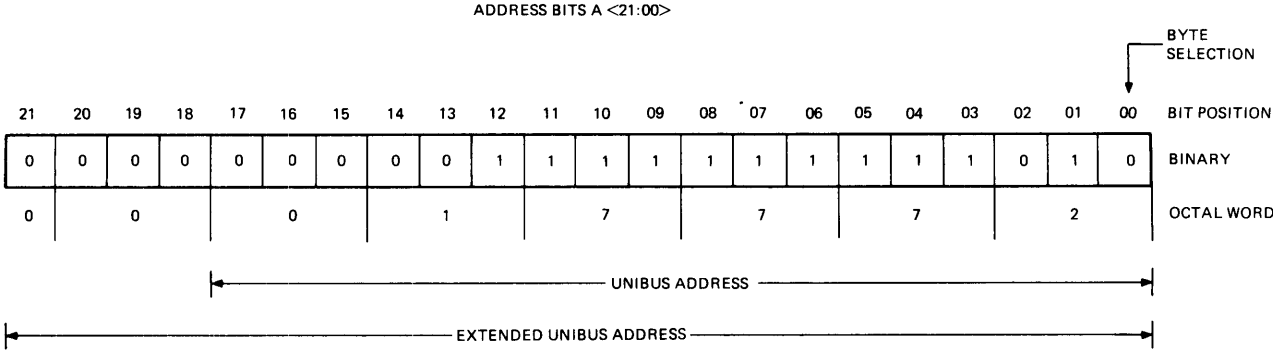 ADDRESS BITS A <21:00>
BYTE
SELECTION
21 20 19 18 17 16 15 14 13 12 11 10 09 08 07 06 05 04 03 02 01 00 BIT POSITION
0 0 0 0 0 0 0 0 0 1 1 1 1 1 1 1 1 1 1 0 1 0 BINARY
0 0 0 1 7 7 7 2 OCTAL WORD
UNIBUS ADDRESS
EXTENDED UNIBUS ADDRESS